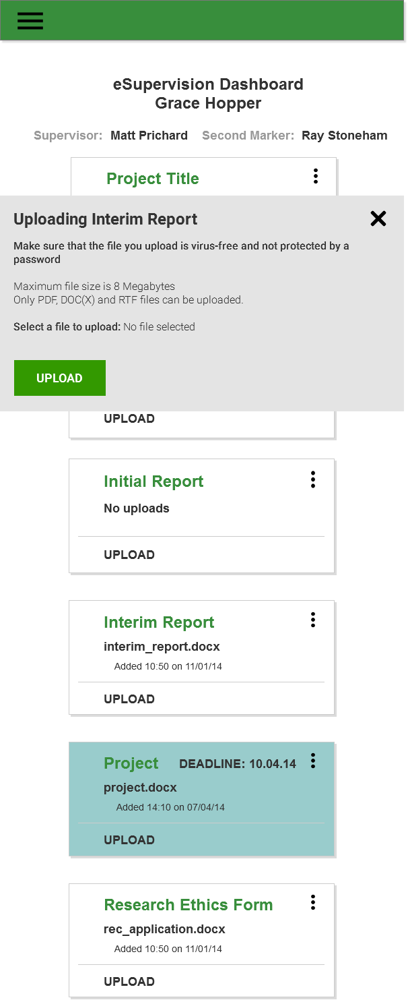 eSupervision Dashboard
Grace Hopper
Supervisor: Matt Prichard Second Marker: Ray Stoneham
Project Title
Uploading Interim Report
Make sure that the file you upload is virus-free and not protected by a
password
Maximum file size is 8 Megabytes
Only PDF, DOC(X) and RTF files can be uploaded.
Select a file to upload: No file selected
UPLOAD
UPLOAD
Initial Report
No uploads
UPLOAD
Interim Report
interim_report.docx
Added 10:50 on 11/01/14
UPLOAD
Project DEADLINE: 10.04.14
project.docx
Added 14:10 on 07/04/14
UPLOAD
Research Ethics Form
rec_application.docx
Added 10:50 on 11/01/14
UPLOAD